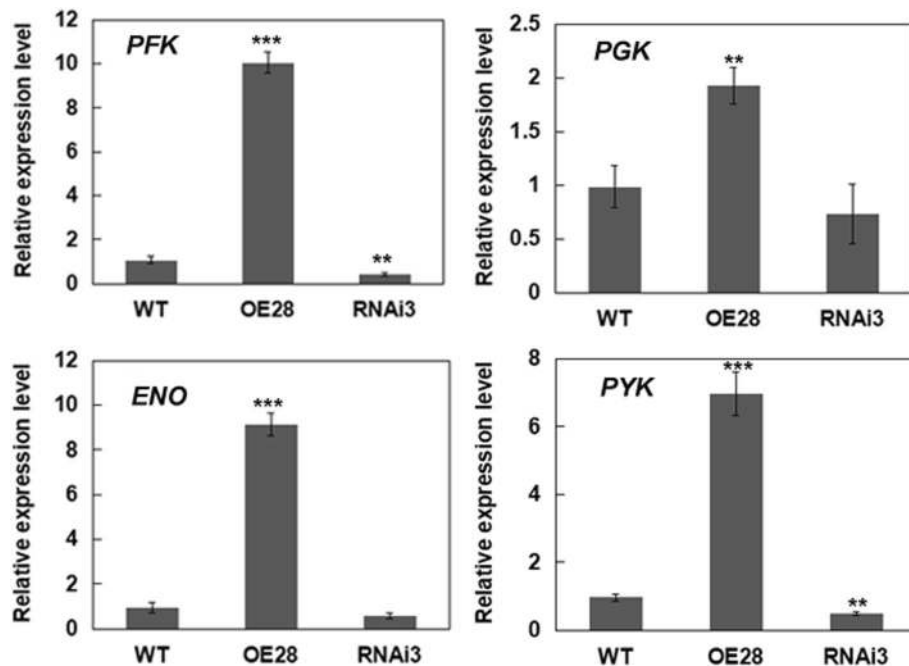 Relative expression level
12
10
8
6
4
2
0
PFK
***
**
WT OE28 RNAi3
Relative expression level
2.5
2
1.5
1
0.5
0
PGK
**
WT OE28 RNAi3
Relative expression level
12
10
8
6
4
2
0
ENO
***
WT OE28 RNAi3
Relative expression level
8
6
4
2
0
PYK
***
**
WT OE28 RNAi3